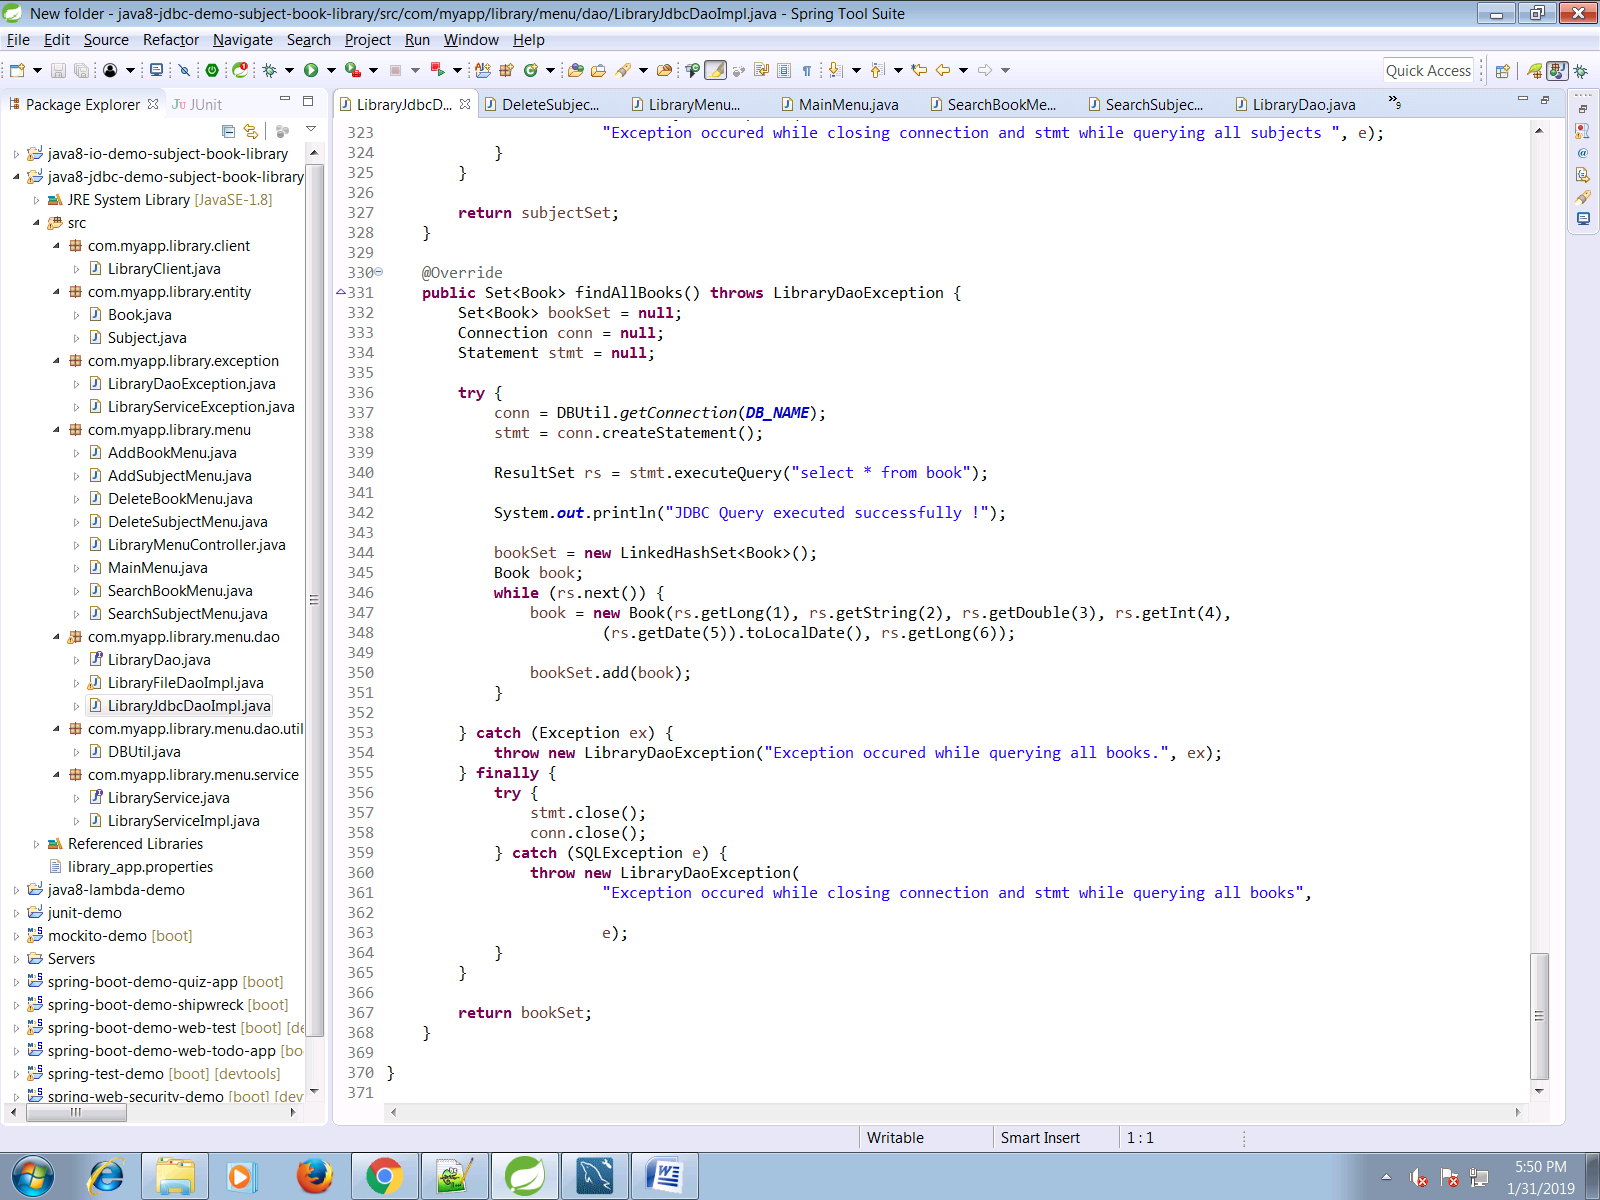 New folder - java8-jdbc-demo-subject-book-library/src/com/myapp/library/menu/dao/LibraryJdbcDaoImpl.java - Spring Tool Suite
File Edit Source Refactor Navigate Search Project Run Window Help
Quick Access
Package Explorer JUnit
LibraryJdbcD... DeleteSubjec... LibraryMenu... MainMenu.java SearchBookMe... SearchSubjec... LibraryDao.java »9
java8-io-demo-subject-book-library
java8-jdbc-demo-subject-book-library
JRE System Library [JavaSE-1.8]
src
com.myapp.library.client
LibraryClient.java
com.myapp.library.entity
Book.java
Subject.java
com.myapp.library.exception
LibraryDaoException.java
LibraryServiceException.java
com.myapp.library.menu
AddBookMenu.java
AddSubjectMenu.java
DeleteBookMenu.java
DeleteSubjectMenu.java
LibraryMenuController.java
MainMenu.java
SearchBookMenu.java
SearchSubjectMenu.java
com.myapp.library.menu.dao
LibraryDao.java
LibraryFileDaoImpl.java
LibraryJdbcDaoImpl.java
com.myapp.library.menu.dao.util
DBUtil.java
com.myapp.library.menu.service
LibraryService.java
LibraryServiceImpl.java
Referenced Libraries
library_app.properties
java8-lambda-demo
junit-demo
mockito-demo [boot]
Servers
spring-boot-demo-quiz-app [boot]
spring-boot-demo-shipwreck [boot]
spring-boot-demo-web-test [boot] [de
spring-boot-demo-web-todo-app [bo
spring-test-demo [boot] [devtools]
spring-web-security-demo [boot] [dev
323 "Exception occured while closing connection and stmt while querying all subjects ", e);
324 }
325 }
326
327 return subjectSet;
328 }
329
330 @Override
331 public Set<Book> findAllBooks() throws LibraryDaoException {
332 Set<Book> bookSet = null;
333 Connection conn = null;
334 Statement stmt = null;
335
336 try {
337 conn = DBUtil.getConnection(DB_NAME);
338 stmt = conn.createStatement();
339
340 ResultSet rs = stmt.executeQuery("select * from book");
341
342 System.out.println("JDBC Query executed successfully !");
343
344 bookSet = new LinkedHashSet<Book>();
345 Book book;
346 while (rs.next()) {
347 book = new Book(rs.getLong(1), rs.getString(2), rs.getDouble(3), rs.getInt(4),
348 (rs.getDate(5)).toLocalDate(), rs.getLong(6));
349
350 bookSet.add(book);
351 }
352
353 } catch (Exception ex) {
354 throw new LibraryDaoException("Exception occured while querying all books.", ex);
355 } finally {
356 try {
357 stmt.close();
358 conn.close();
359 } catch (SQLException e) {
360 throw new LibraryDaoException(
361 "Exception occured while closing connection and stmt while querying all books",
362
363 e);
364 }
365 }
366
367 return bookSet;
368 }
369
370 }
371
Writable Smart Insert 1 : 1
5:50 PM
1/31/2019